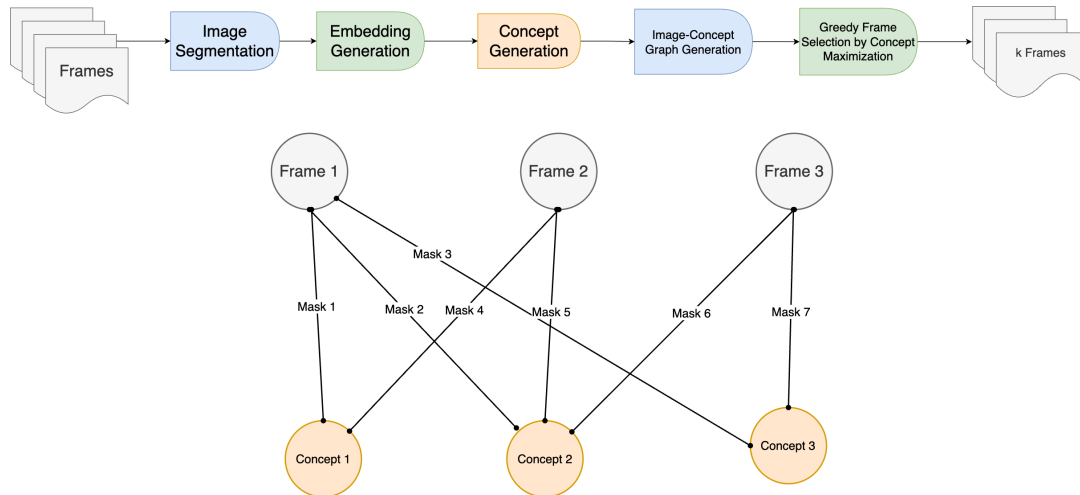 Frames
Image
Segmentation
Embedding
Generation
Concept
Generation
Image-Concept
Graph Generation
Greedy Frame
Selection by Concept
Maximization
k Frames
Frame 1
Frame 2
Frame 3
Mask 3
Mask 1
Mask 2
Mask 4
Mask 5
Mask 6
Mask 7
Concept 1
Concept 2
Concept 3